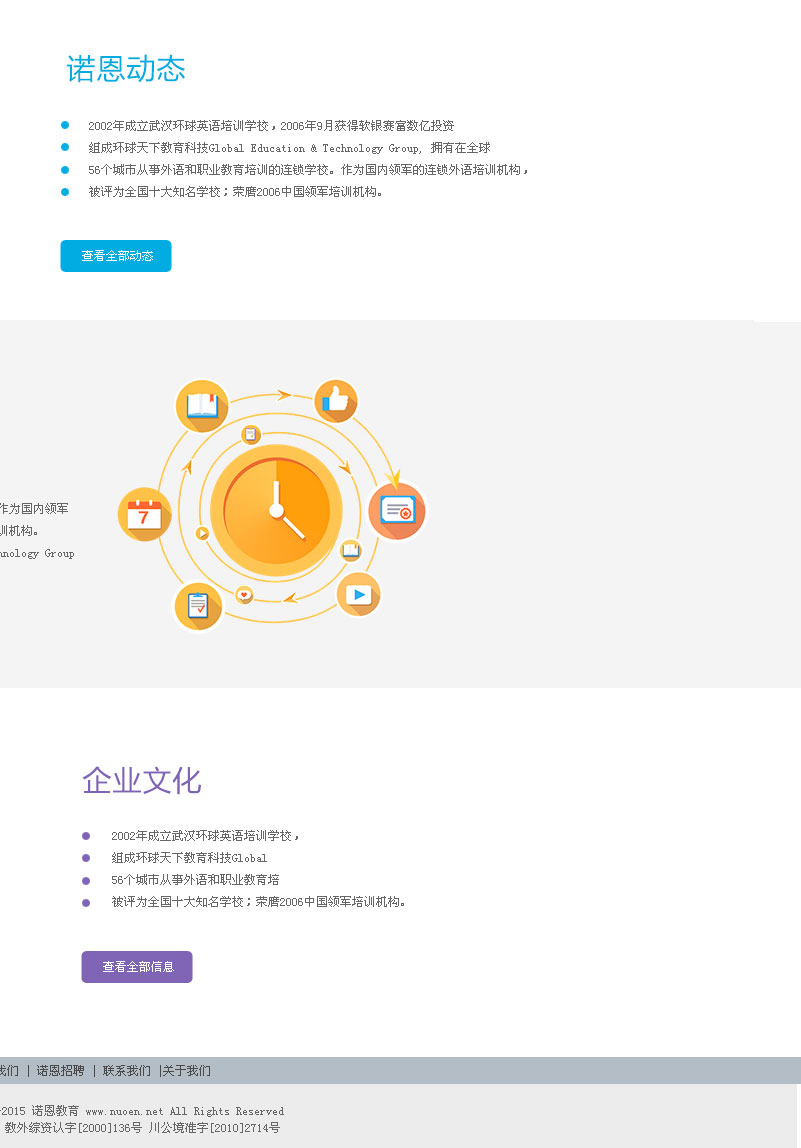 诺恩动态
2002年成立武汉环球英语培训学校，2006年9月获得软银赛富数亿投资
组成环球天下教育科技Global Education & Technology Group, 拥有在全球
56个城市从事外语和职业教育培训的连锁学校。作为国内领军的连锁外语培训机构，
被评为全国十大知名学校；荣膺2006中国领军培训机构。
查看全部动态
作为国内领军
训机构。
hnology Group
7
企业文化
2002年成立武汉环球英语培训学校，
组成环球天下教育科技Global
56个城市从事外语和职业教育培
被评为全国十大知名学校；荣膺2006中国领军培训机构。
查看全部信息
我们 | 诺恩招聘 | 联系我们 |关于我们
-2015 诺恩教育 www.nuoen.net All Rights Reserved
教外综资认字[2000]136号 川公境准字[2010]2714号